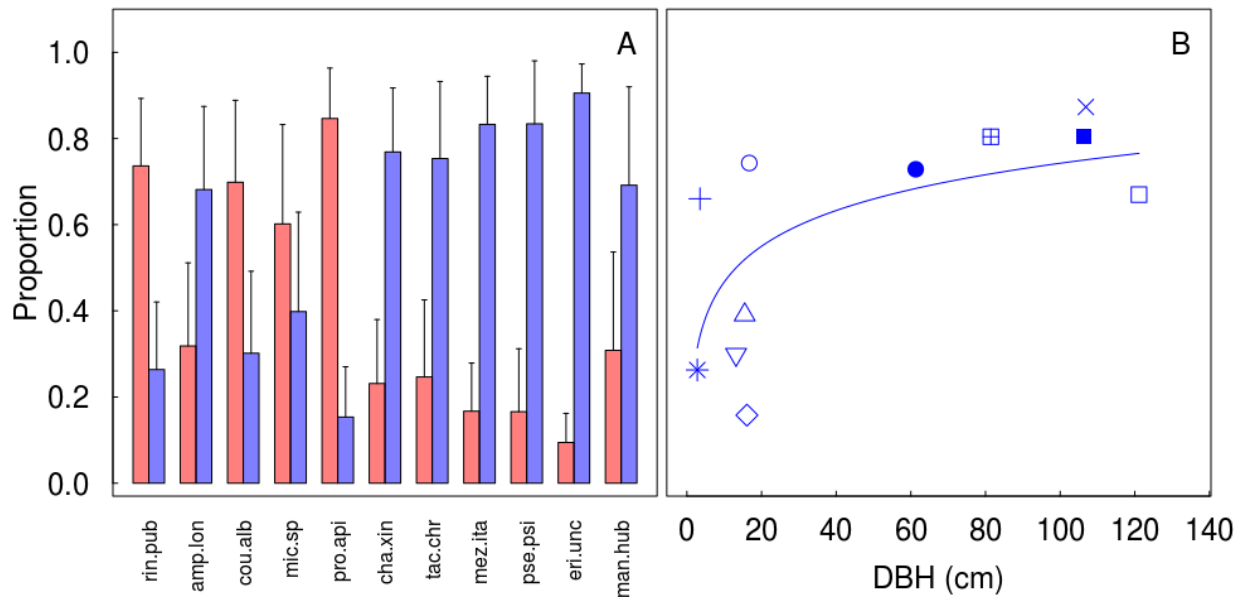 A
B
Proportion
1.0
0.8
0.6
0.4
0.2
0.0
rin.pub
amp.lon
cou.alb
mic.sp
pro.api
cha.xin
tac.chr
mez.ita
pse.psi
eri.unc
man.hub
0 20 40 60 80 100 120 140
DBH (cm)